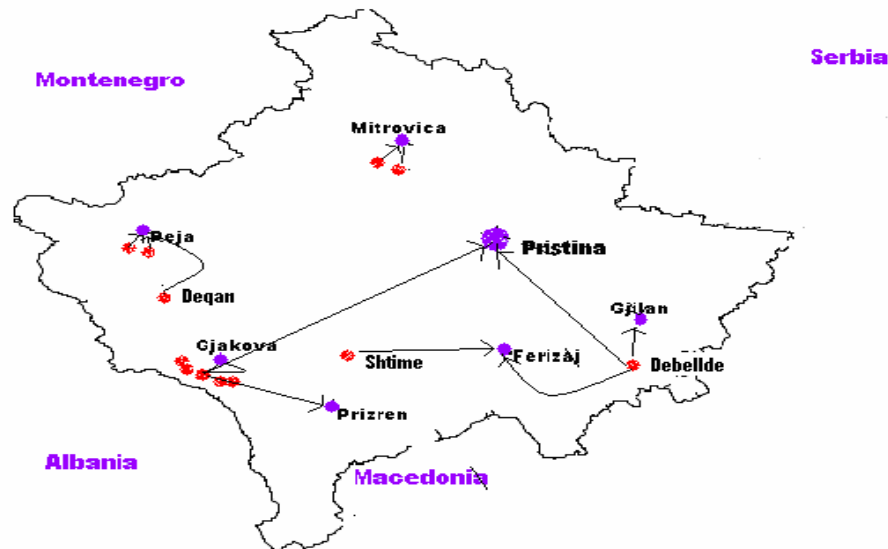 Serbia
Montenegro
Mitrovica
Peja
Pristina
Deqan
Gjilan
Gjakova
Shtime
Ferizaj
Debellde
Prizren
Albania
Macedonia